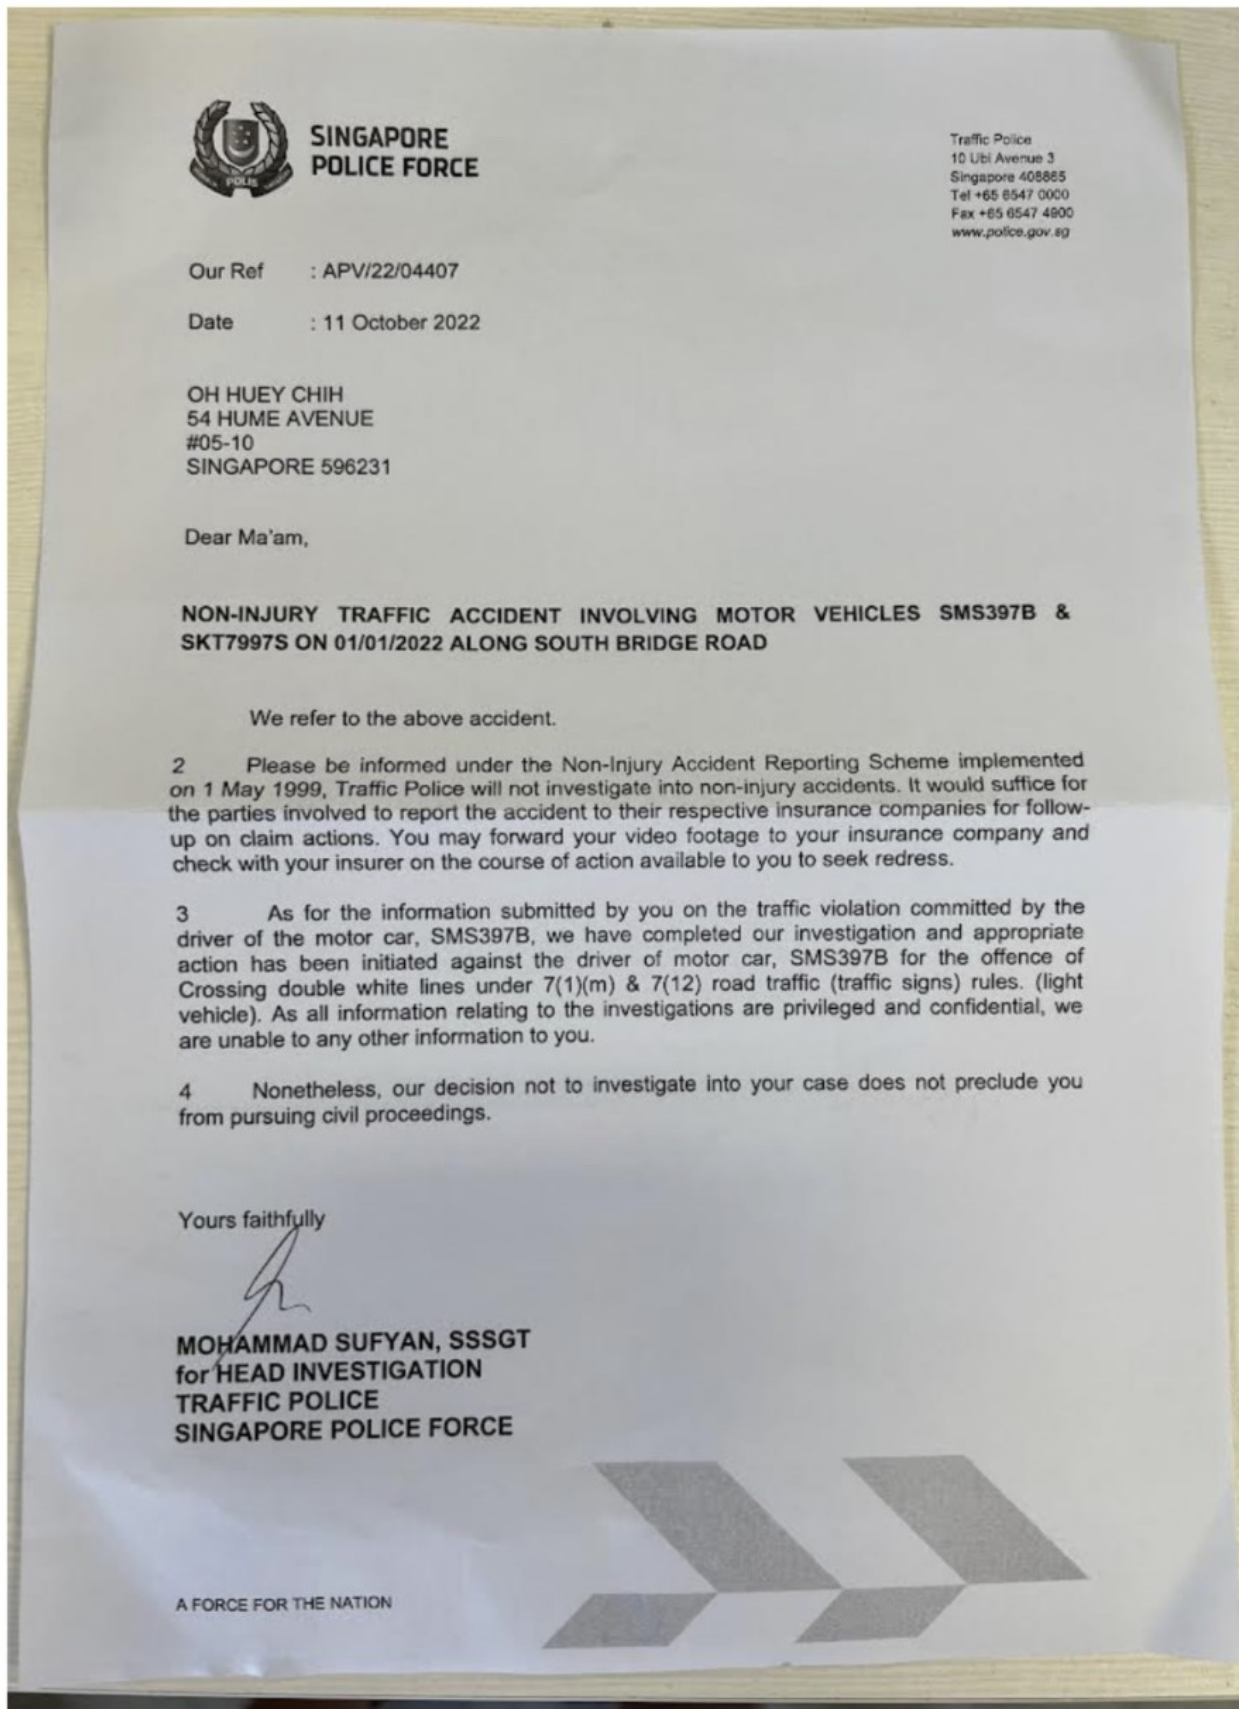 POLIS
SINGAPORE
POLICE FORCE
Traffic Police
10 Ubi Avenue 3
Singapore 408865
Tel +65 6547 0000
Fax +65 6547 4900
www.police.gov.sg
Our Ref : APV/22/04407
Date : 11 October 2022
OH HUEY CHIH
54 HUME AVENUE
#05-10
SINGAPORE 596231
Dear Ma'am,
NON-INJURY TRAFFIC ACCIDENT INVOLVING MOTOR VEHICLES SMS397B &
SKT7997S ON 01/01/2022 ALONG SOUTH BRIDGE ROAD
We refer to the above accident.
2 Please be informed under the Non-Injury Accident Reporting Scheme implemented
on 1 May 1999, Traffic Police will not investigate into non-injury accidents. It would suffice for
the parties involved to report the accident to their respective insurance companies for follow-
up on claim actions. You may forward your video footage to your insurance company and
check with your insurer on the course of action available to you to seek redress.
3 As for the information submitted by you on the traffic violation committed by the
driver of the motor car, SMS397B, we have completed our investigation and appropriate
action has been initiated against the driver of motor car, SMS397B for the offence of
Crossing double white lines under 7(1)(m) & 7(12) road traffic (traffic signs) rules. (light
vehicle). As all information relating to the investigations are privileged and confidential, we
are unable to any other information to you.
4 Nonetheless, our decision not to investigate into your case does not preclude you
from pursuing civil proceedings.
Yours faithfully
MOHAMMAD SUFYAN, SSSGT
for HEAD INVESTIGATION
TRAFFIC POLICE
SINGAPORE POLICE FORCE
A FORCE FOR THE NATION